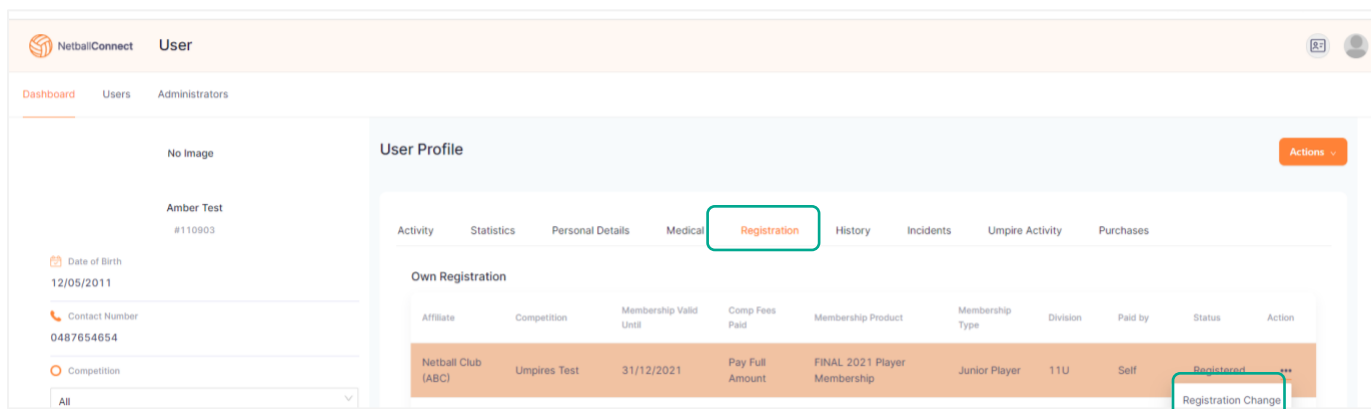 NetballConnect User
Dashboard Users Administrators
No Image
Amber Test
#110903
Date of Birth
12/05/2011
Contact Number
0487654654
Competition
All
User Profile
Actions
Activity Statistics Personal Details Medical Registration History Incidents Umpire Activity Purchases
Own Registration
Affiliate Competition Membership Valid Until Comp Fees Paid Membership Product Membership Type Division Paid by Status Action
Netball Club (ABC) Umpires Test 31/12/2021 Pay Full Amount FINAL 2021 Player Membership Junior Player 11U Self Registered
Registration Change